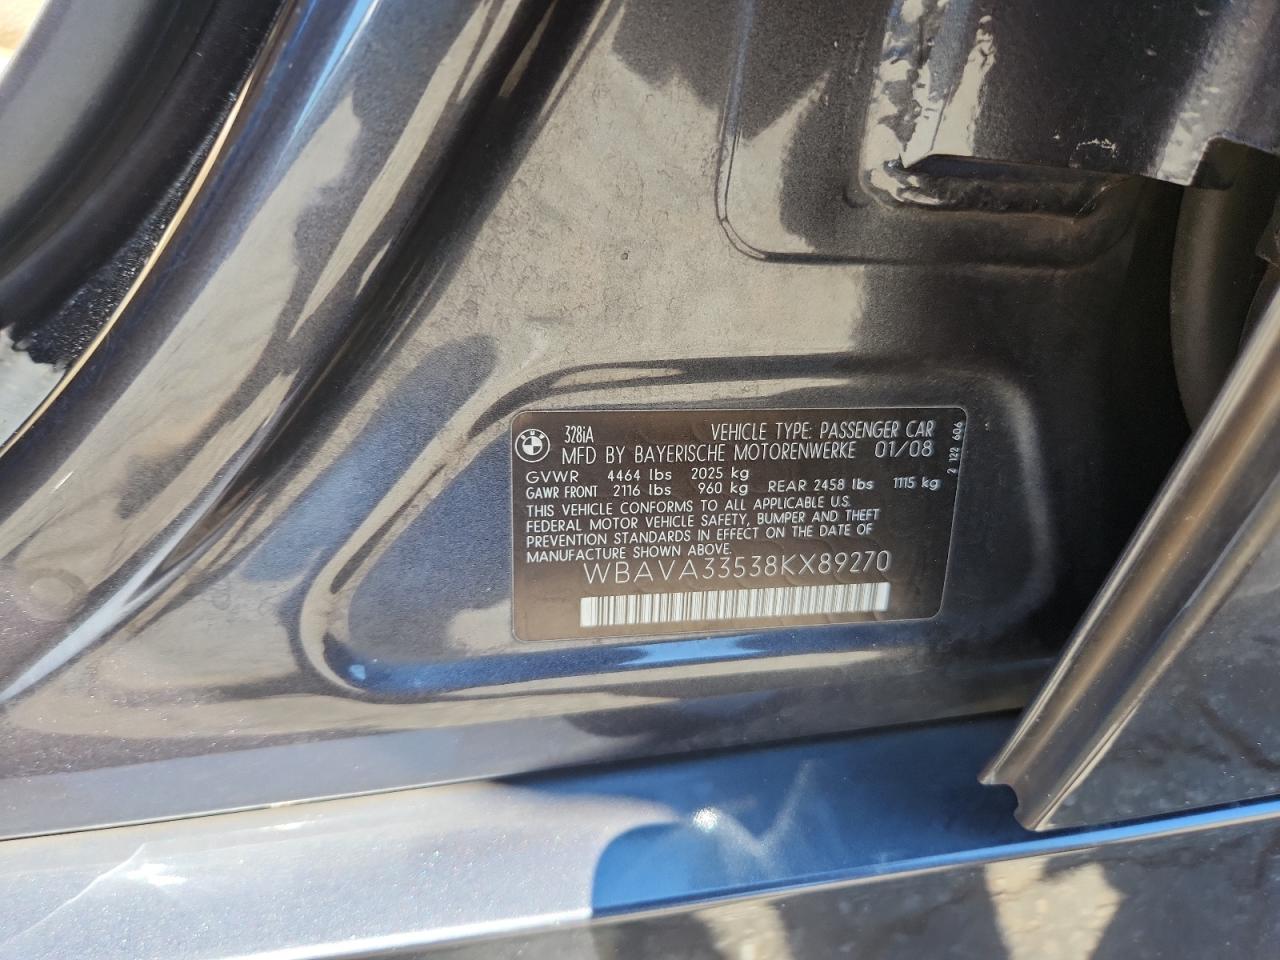 BMW
328iA VEHICLE TYPE: PASSENGER CAR
MFD BY BAYERISCHE MOTORENWERKE 01/08
GVWR 4464 lbs 2025 kg
GAWR FRONT 2116 lbs 960 kg REAR 2458 lbs 1115 kg
THIS VEHICLE CONFORMS TO ALL APPLICABLE U.S.
FEDERAL MOTOR VEHICLE SAFETY, BUMPER AND THEFT
PREVENTION STANDARDS IN EFFECT ON THE DATE OF
MANUFACTURE SHOWN ABOVE.
WBAVA33538KX89270
2 122 606